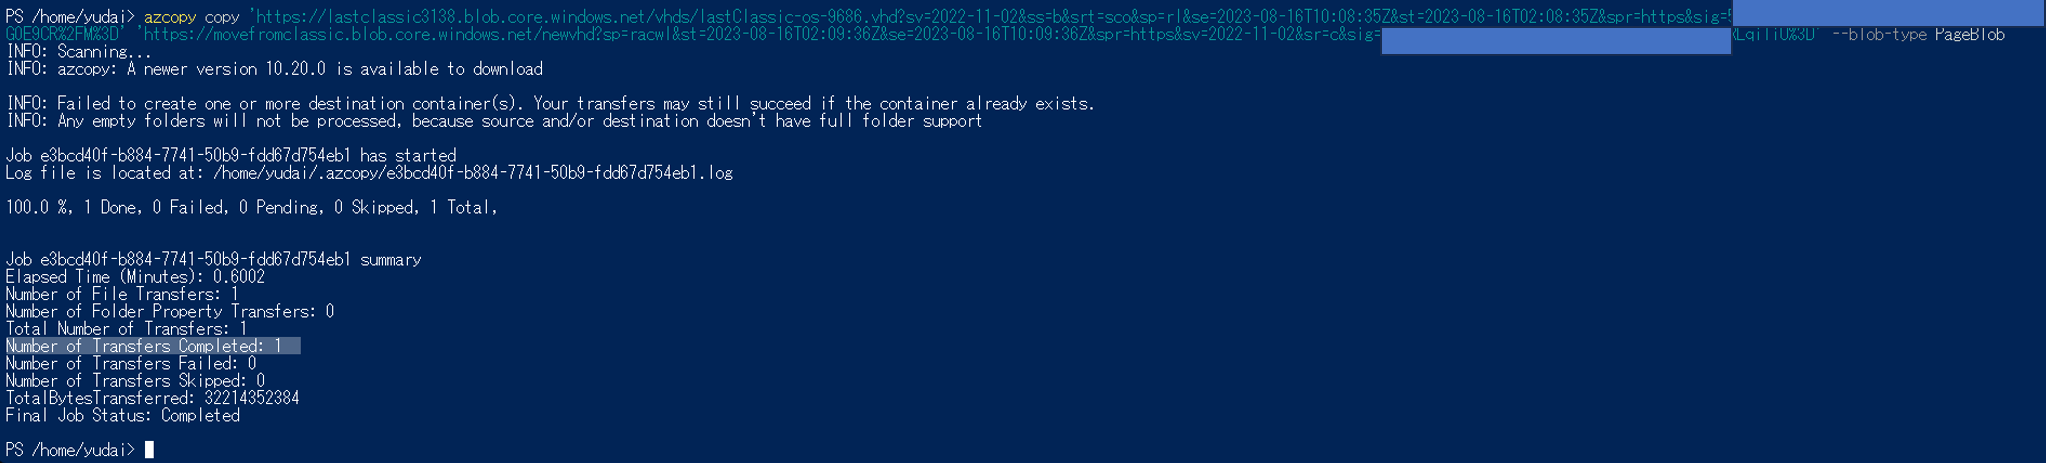 PS /home/yudai> azcopy copy 'https://lastclassic3138.blob.core.windows.net/vhds/lastClassic-os-9686.vhd?sv=2022-11-02&ss=b&srt=sco&sp=rl&se=2023-08-16T10:08:35Z&st=2023-08-16T02:08:35Z&spr=https&sig=5
G0E9CR%2FM%3D' 'https://movefromclassic.blob.core.windows.net/newvhd?sp=racwl&st=2023-08-16T02:09:36Z&se=2023-08-16T10:09:36Z&spr=https&sv=2022-11-02&sr=c&sig= LqiTiU%3D' --blob-type PageBlob
INFO: Scanning...
INFO: azcopy: A newer version 10.20.0 is available to download
INFO: Failed to create one or more destination container(s). Your transfers may still succeed if the container already exists.
INFO: Any empty folders will not be processed, because source and/or destination doesn't have full folder support
Job e3bcd40f-b884-7741-50b9-fdd67d754eb1 has started
Log file is located at: /home/yudai/.azcopy/e3bcd40f-b884-7741-50b9-fdd67d754eb1.log
100.0 %, 1 Done, 0 Failed, 0 Pending, 0 Skipped, 1 Total,
Job e3bcd40f-b884-7741-50b9-fdd67d754eb1 summary
Elapsed Time (Minutes): 0.6002
Number of File Transfers: 1
Number of Folder Property Transfers: 0
Total Number of Transfers: 1
Number of Transfers Completed: 1
Number of Transfers Failed: 0
Number of Transfers Skipped: 0
TotalBytesTransferred: 32214352384
Final Job Status: Completed
PS /home/yudai>